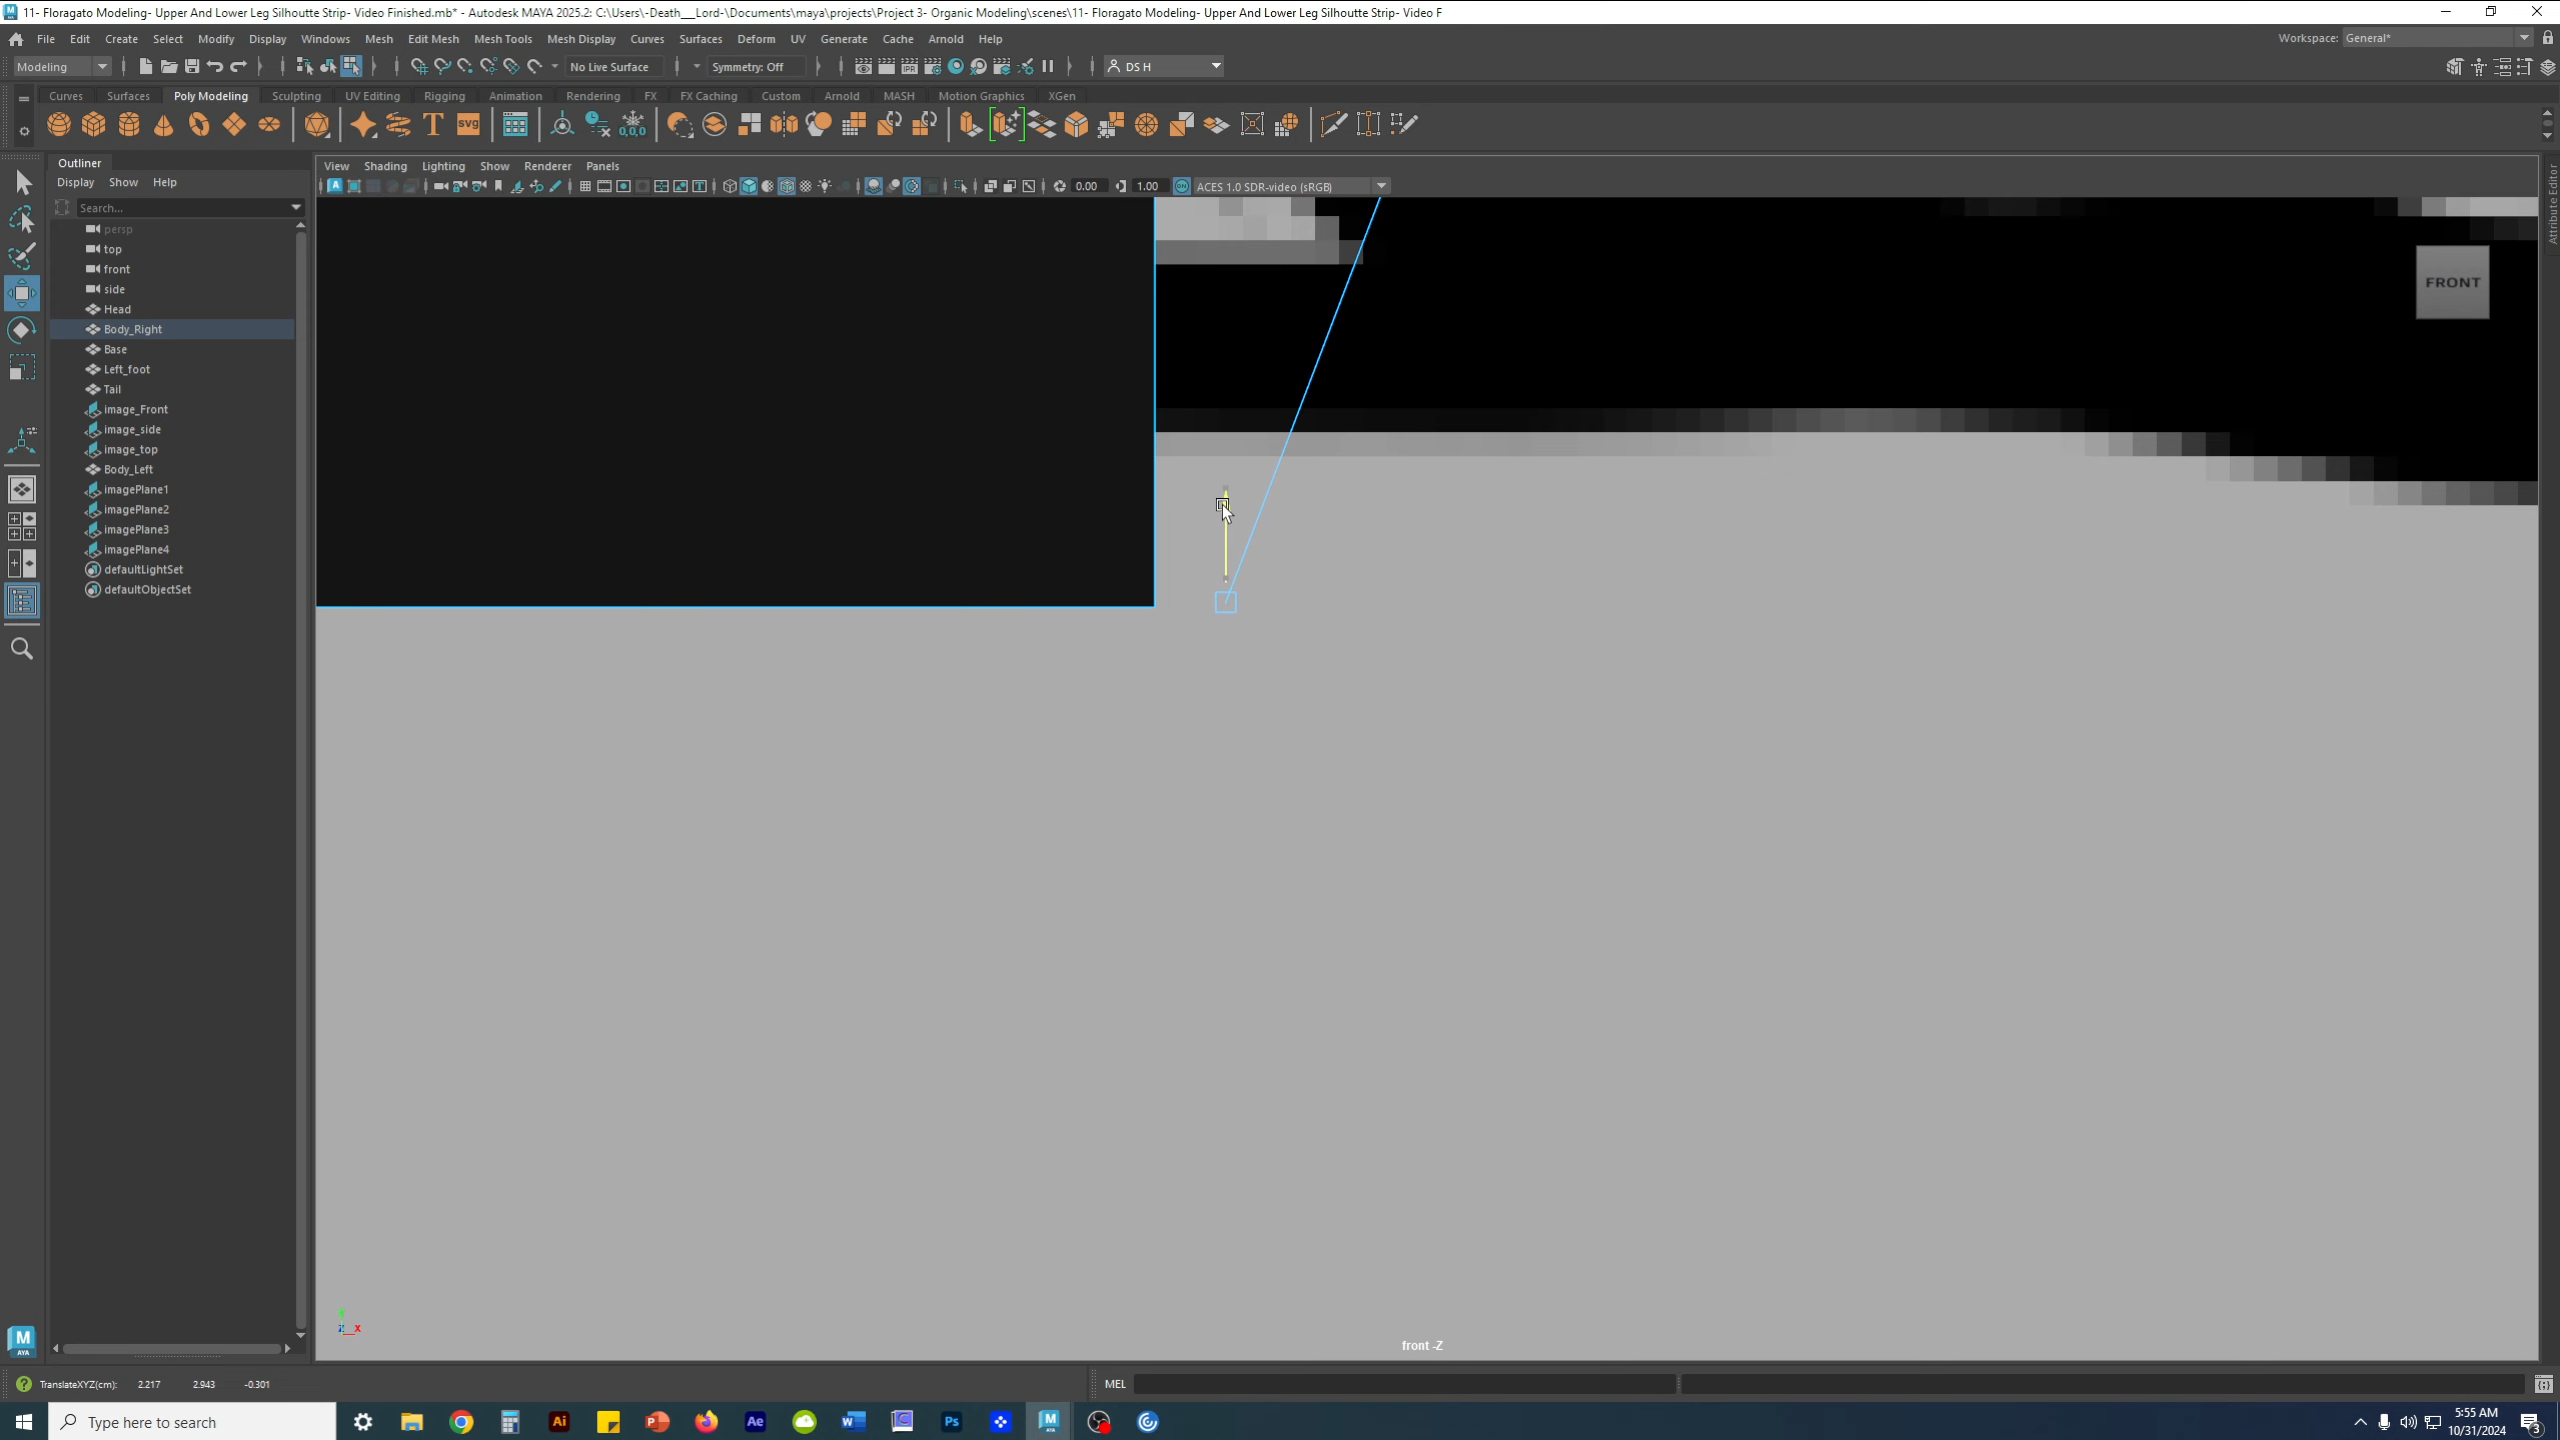 11- Floragato Modeling- Upper And Lower Leg Silhoutte Strip- Video Finished.mb* - Autodesk MAYA 2025.2: C:\Users\-Death__Lord-\Documents\maya\projects\Project 3- Organic Modeling\scenes\11- Floragato Modeling- Upper And Lower Leg Silhoutte Strip- Video F
File Edit Create Select Modify Display Windows Mesh Edit Mesh Mesh Tools Mesh Display Curves Surfaces Deform UV Generate Cache Arnold Help
Workspace: General*
Modeling
No Live Surface
Symmetry: Off
DS H
Curves Surfaces Poly Modeling Sculpting UV Editing Rigging Animation Rendering FX FX Caching Custom Arnold MASH Motion Graphics XGen
T
SVG
0,0,0
Outliner
Display Show Help
Search...
View Shading Lighting Show Renderer Panels
0.00
1.00
ACES 1.0 SDR-video (sRGB)
Attribute Editor
persp
top
front
side
Head
Body_Right
Base
Left_foot
Tail
image_Front
image_side
image_top
Body_Left
imagePlane1
imagePlane2
imagePlane3
imagePlane4
defaultLightSet
defaultObjectSet
FRONT
front -Z
TranslateXYZ(cm): 2.217 2.943 -0.301
MEL
Type here to search
5:55 AM
10/31/2024